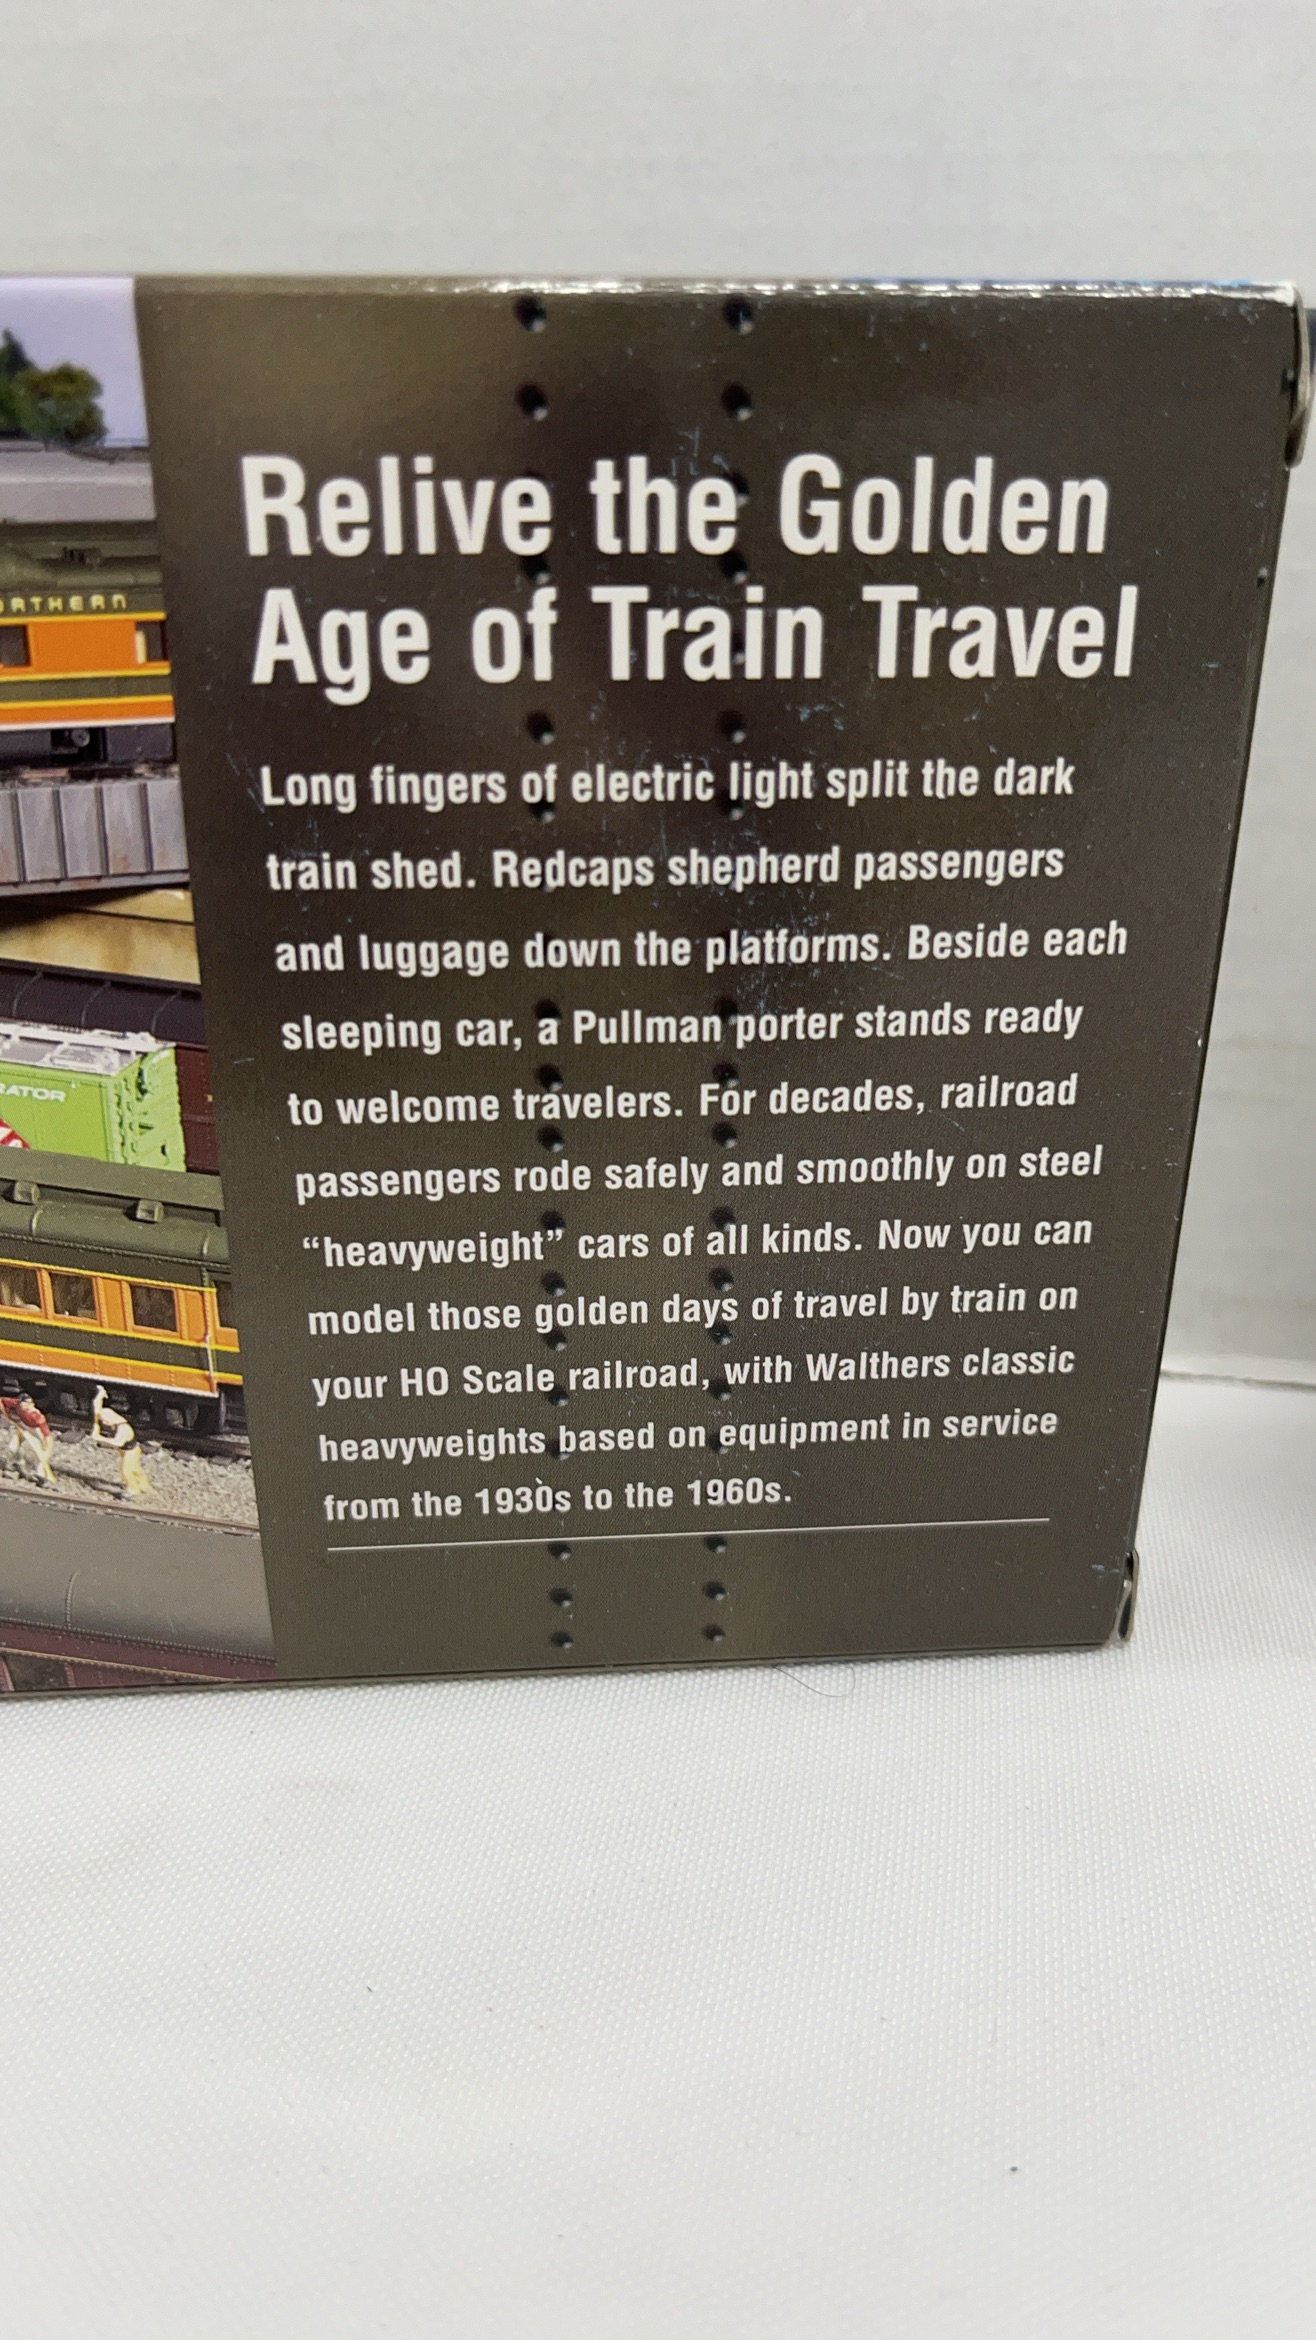 Relive the Golden
Age of Train Travel
Long fingers of electric light split the dark
train shed. Redcaps shepherd passengers
and luggage down the platforms. Beside each
sleeping car, a Pullman porter stands ready
to welcome travelers. For decades, railroad
passengers rode safely and smoothly on steel
“heavyweight” cars of all kinds. Now you can
model those golden days of travel by train on
your HO Scale railroad, with Walthers classic
heavyweights based on equipment in service
from the 1930s to the 1960s.
ORTHERN
RATOR